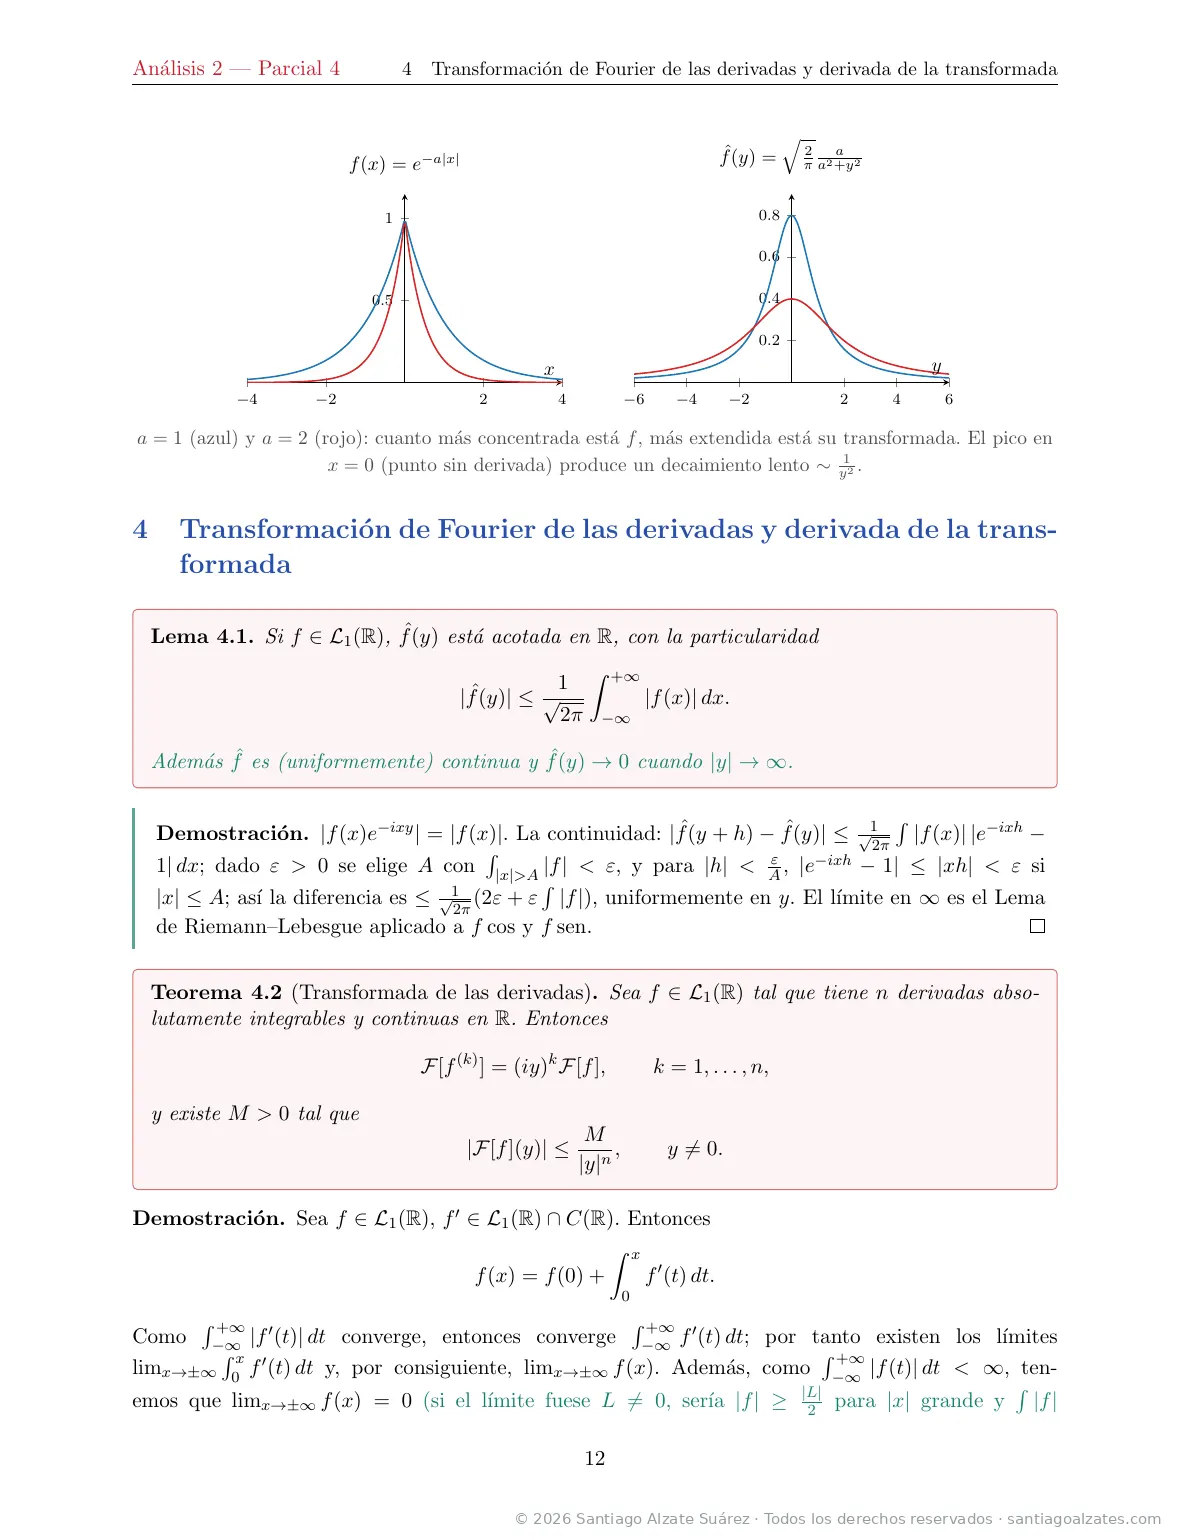 Análisis 2 — Parcial 4    4 Transformación de Fourier de las derivadas y derivada de la transformada
f(x) = e^{−a|x|}
1
0.5
x
−4 −2 2 4
f̂(y) = √(2/π) a/(a²+y²)
0.8
0.6
0.4
0.2
y
−6 −4 −2 2 4 6
a = 1 (azul) y a = 2 (rojo): cuanto más concentrada está f, más extendida está su transformada. El pico en
x = 0 (punto sin derivada) produce un decaimiento lento ∼ 1/y².
4 Transformación de Fourier de las derivadas y derivada de la trans-
formada
Lema 4.1. Si f ∈ ℒ₁(ℝ), f̂(y) está acotada en ℝ, con la particularidad
|f̂(y)| ≤ 1/√(2π) ∫_{−∞}^{+∞} |f(x)| dx.
Además f̂ es (uniformemente) continua y f̂(y) → 0 cuando |y| → ∞.
Demostración. |f(x)e^{−ixy}| = |f(x)|. La continuidad: |f̂(y + h) − f̂(y)| ≤ 1/√(2π) ∫ |f(x)| |e^{−ixh} −
1| dx; dado ε > 0 se elige A con ∫_{|x|>A} |f| < ε, y para |h| < ε/A, |e^{−ixh} − 1| ≤ |xh| < ε si
|x| ≤ A; así la diferencia es ≤ 1/√(2π) (2ε + ε ∫ |f|), uniformemente en y. El límite en ∞ es el Lema
de Riemann–Lebesgue aplicado a f cos y f sen. □
Teorema 4.2 (Transformada de las derivadas). Sea f ∈ ℒ₁(ℝ) tal que tiene n derivadas abso-
lutamente integrables y continuas en ℝ. Entonces
ℱ[f^{(k)}] = (iy)^k ℱ[f], k = 1, . . . , n,
y existe M > 0 tal que
|ℱ[f](y)| ≤ M/|y|^n, y ≠ 0.
Demostración. Sea f ∈ ℒ₁(ℝ), f′ ∈ ℒ₁(ℝ) ∩ C(ℝ). Entonces
f(x) = f(0) + ∫_0^x f′(t) dt.
Como ∫_{−∞}^{+∞} |f′(t)| dt converge, entonces converge ∫_{−∞}^{+∞} f′(t) dt; por tanto existen los límites
lim_{x→±∞} ∫_0^x f′(t) dt y, por consiguiente, lim_{x→±∞} f(x). Además, como ∫_{−∞}^{+∞} |f(t)| dt < ∞, ten-
emos que lim_{x→±∞} f(x) = 0 (si el límite fuese L ≠ 0, sería |f| ≥ |L|/2 para |x| grande y ∫ |f|
12
© 2026 Santiago Alzate Suárez · Todos los derechos reservados · santiagoalzates.com